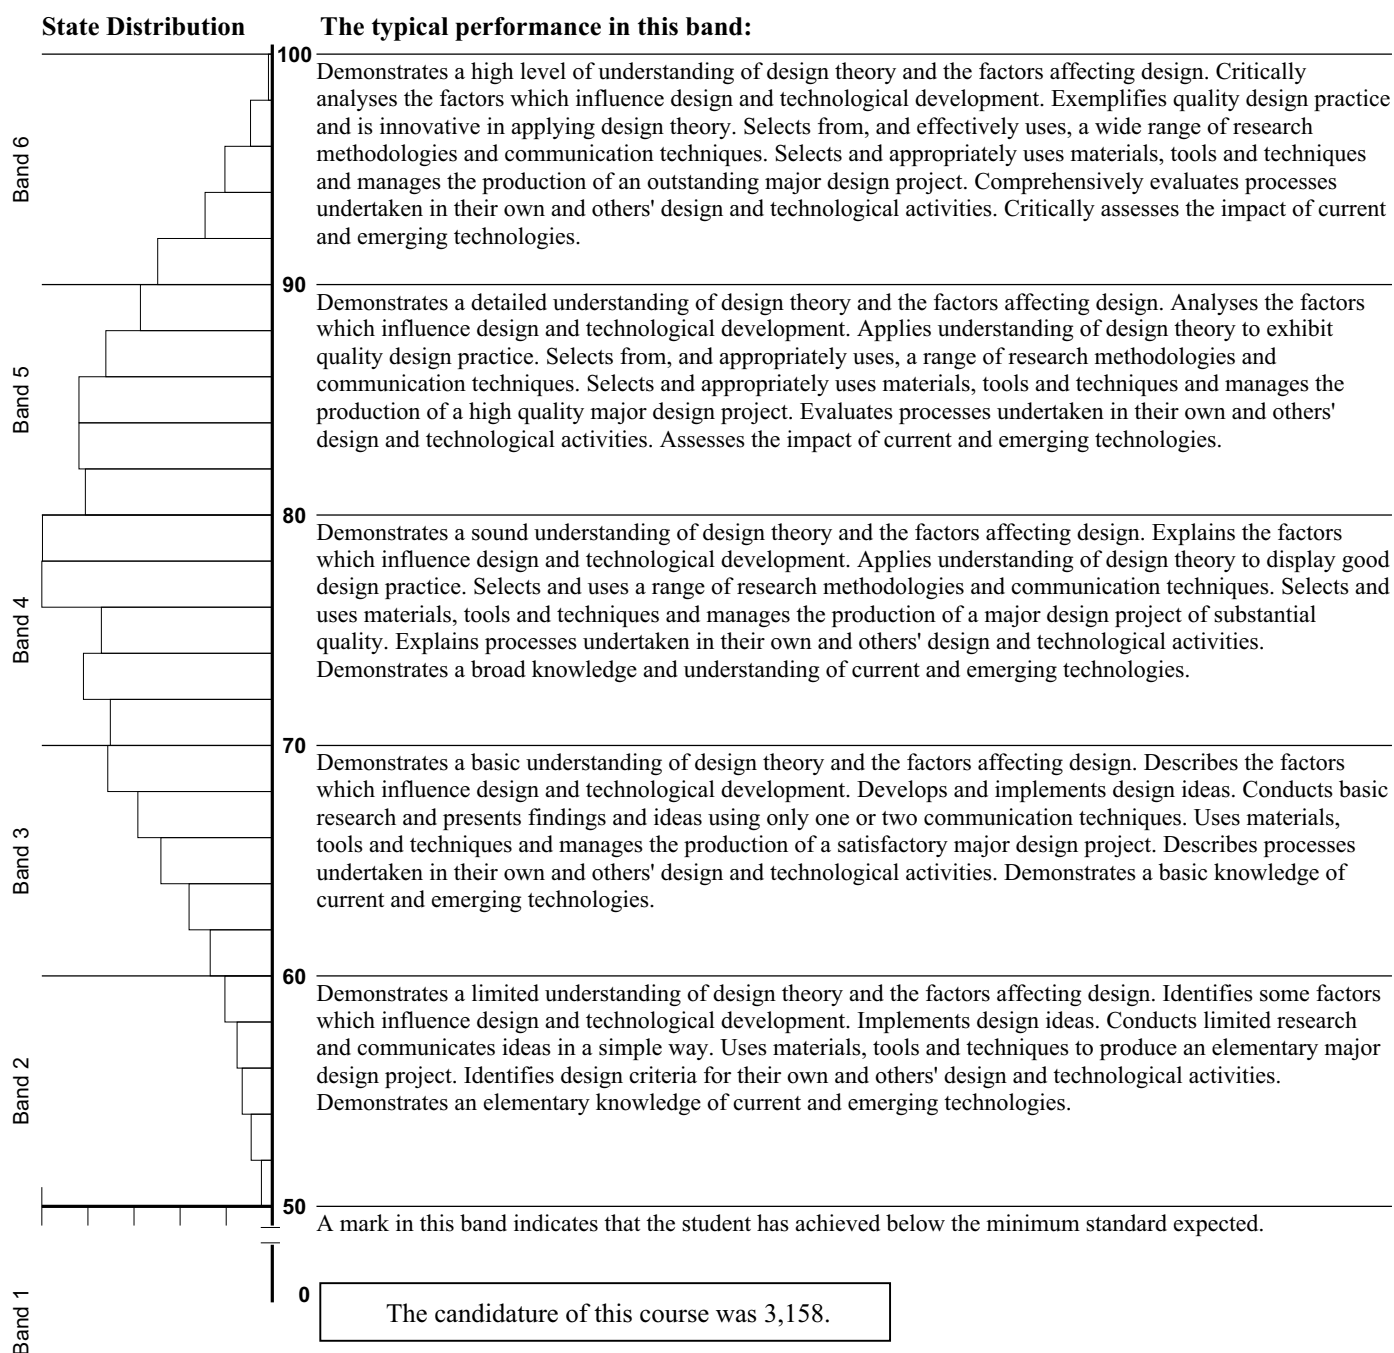 State Distribution
The typical performance in this band:
100
Band 6
Demonstrates a high level of understanding of design theory and the factors affecting design. Critically
analyses the factors which influence design and technological development. Exemplifies quality design practice
and is innovative in applying design theory. Selects from, and effectively uses, a wide range of research
methodologies and communication techniques. Selects and appropriately uses materials, tools and techniques
and manages the production of an outstanding major design project. Comprehensively evaluates processes
undertaken in their own and others' design and technological activities. Critically assesses the impact of current
and emerging technologies.
90
Band 5
Demonstrates a detailed understanding of design theory and the factors affecting design. Analyses the factors
which influence design and technological development. Applies understanding of design theory to exhibit
quality design practice. Selects from, and appropriately uses, a range of research methodologies and
communication techniques. Selects and appropriately uses materials, tools and techniques and manages the
production of a high quality major design project. Evaluates processes undertaken in their own and others'
design and technological activities. Assesses the impact of current and emerging technologies.
80
Band 4
Demonstrates a sound understanding of design theory and the factors affecting design. Explains the factors
which influence design and technological development. Applies understanding of design theory to display good
design practice. Selects and uses a range of research methodologies and communication techniques. Selects and
uses materials, tools and techniques and manages the production of a major design project of substantial
quality. Explains processes undertaken in their own and others' design and technological activities.
Demonstrates a broad knowledge and understanding of current and emerging technologies.
70
Band 3
Demonstrates a basic understanding of design theory and the factors affecting design. Describes the factors
which influence design and technological development. Develops and implements design ideas. Conducts basic
research and presents findings and ideas using only one or two communication techniques. Uses materials,
tools and techniques and manages the production of a satisfactory major design project. Describes processes
undertaken in their own and others' design and technological activities. Demonstrates a basic knowledge of
current and emerging technologies.
60
Band 2
Demonstrates a limited understanding of design theory and the factors affecting design. Identifies some factors
which influence design and technological development. Implements design ideas. Conducts limited research
and communicates ideas in a simple way. Uses materials, tools and techniques to produce an elementary major
design project. Identifies design criteria for their own and others' design and technological activities.
Demonstrates an elementary knowledge of current and emerging technologies.
50
A mark in this band indicates that the student has achieved below the minimum standard expected.
Band 1
0
The candidature of this course was 3,158.